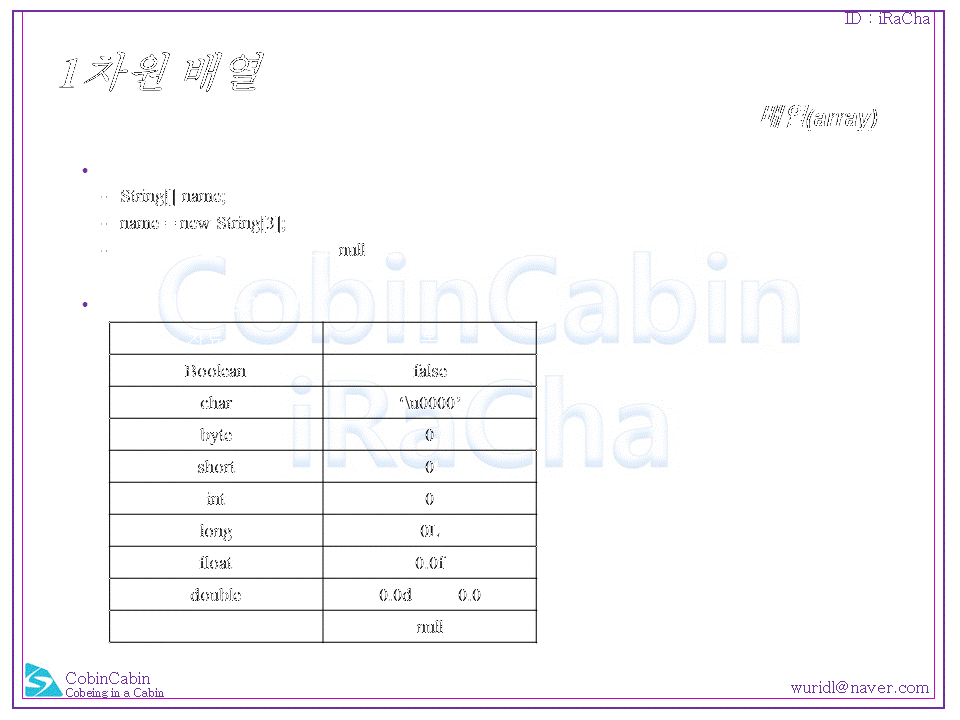 ID : iRaCha
1차원 배열
배열(array)
• 
– String[] name;
– name = new String[3];
– null
•
Boolean false
char ‘\u0000’
byte 0
short 0
int 0
long 0L
float 0.0f
double 0.0d 0.0
null
CobinCabin
iRaCha
CobinCabin
Cobeing in a Cabin
wuridl@naver.com